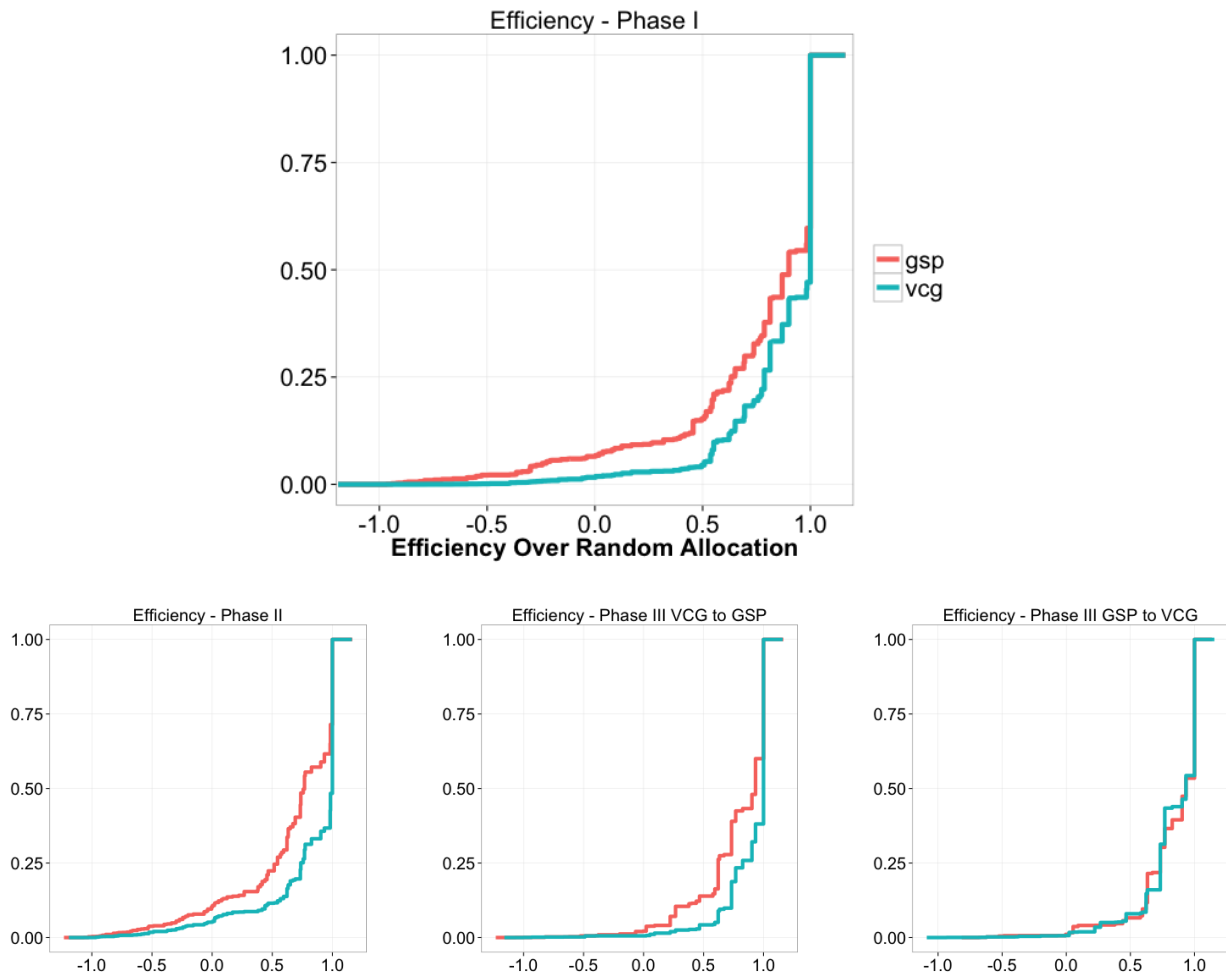 Efficiency - Phase I
1.00
0.75
0.50
0.25
0.00
-1.0 -0.5 0.0 0.5 1.0
Efficiency Over Random Allocation
gsp
vcg
Efficiency - Phase II
1.00
0.75
0.50
0.25
0.00
-1.0 -0.5 0.0 0.5 1.0
Efficiency - Phase III VCG to GSP
1.00
0.75
0.50
0.25
0.00
-1.0 -0.5 0.0 0.5 1.0
Efficiency - Phase III GSP to VCG
1.00
0.75
0.50
0.25
0.00
-1.0 -0.5 0.0 0.5 1.0